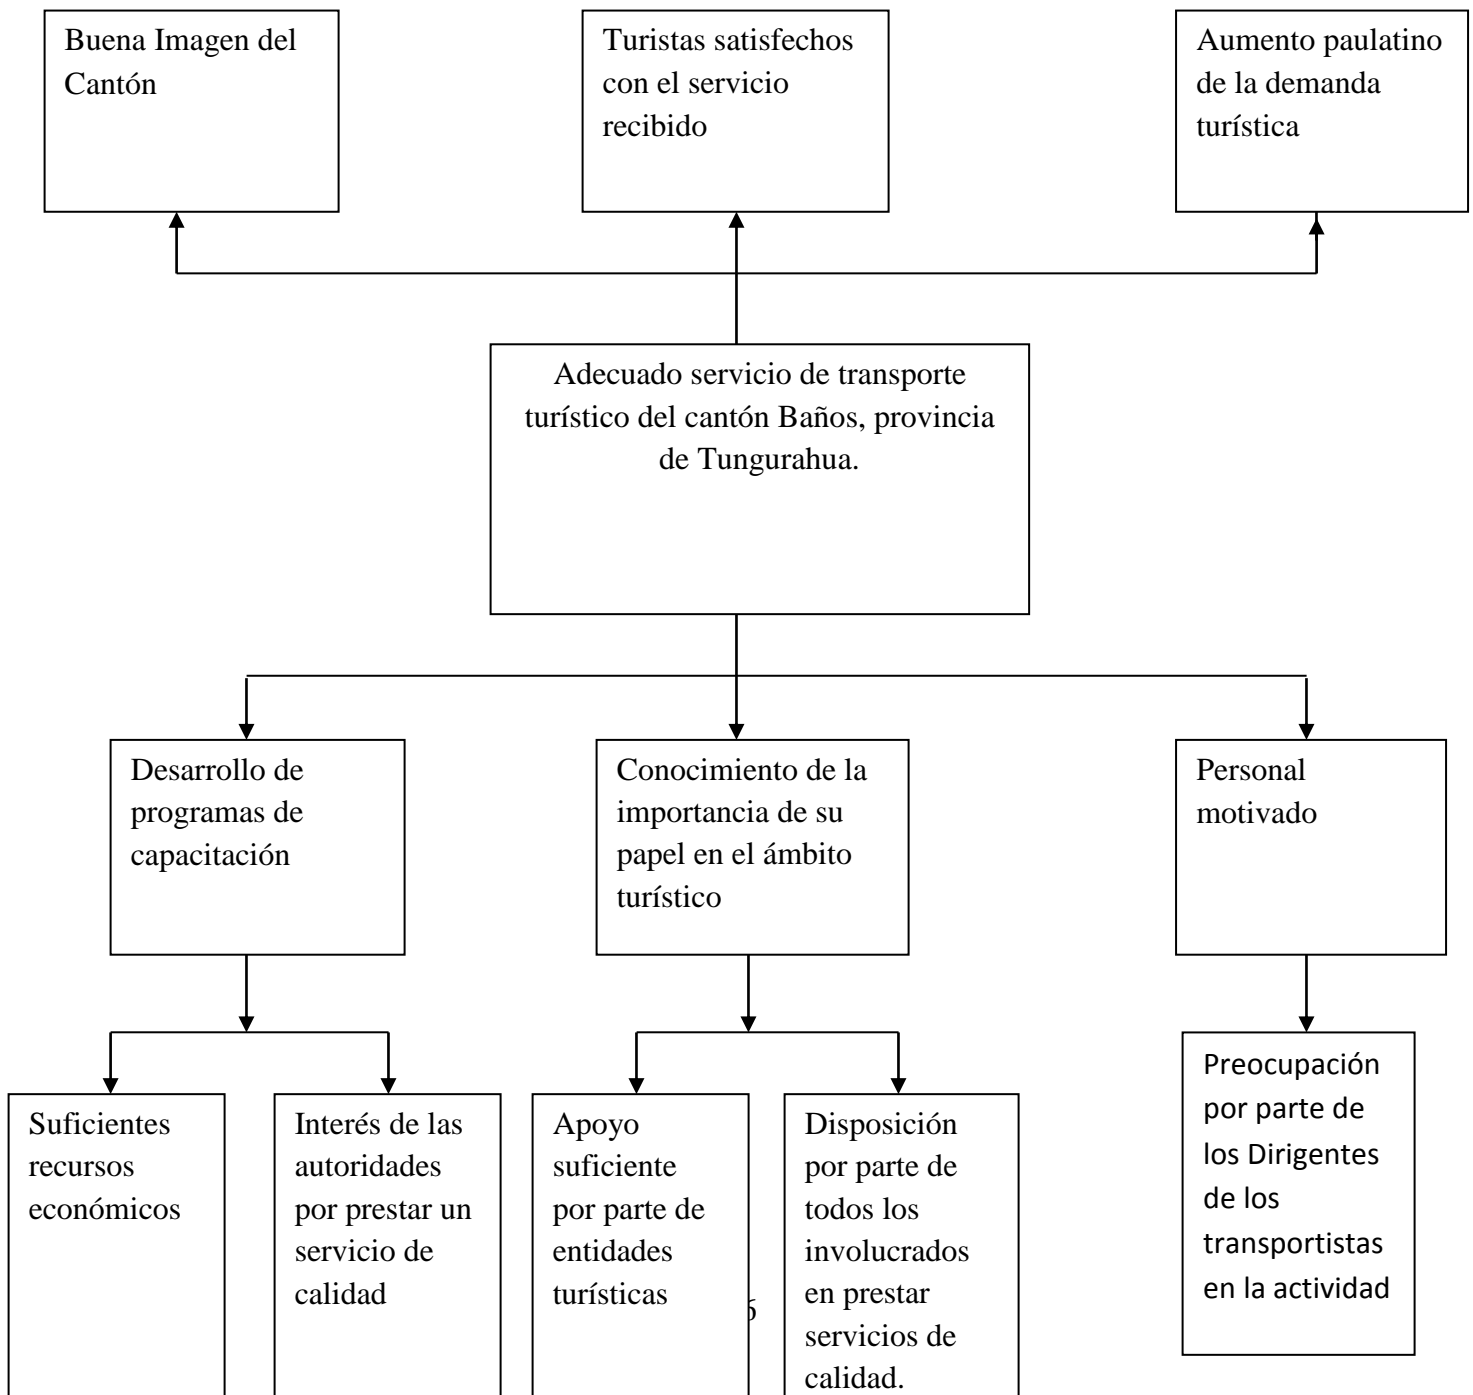 Buena Imagen del
Cantón
Turistas satisfechos
con el servicio
recibido
Aumento paulatino
de la demanda
turística
Adecuado servicio de transporte
turístico del cantón Baños, provincia
de Tungurahua.
Desarrollo de
programas de
capacitación
Conocimiento de la
importancia de su
papel en el ámbito
turístico
Personal
motivado
Suficientes
recursos
económicos
Interés de las
autoridades
por prestar un
servicio de
calidad
Apoyo
suficiente
por parte de
entidades
turísticas
Disposición
por parte de
todos los
involucrados
en prestar
servicios de
calidad.
Preocupación
por parte de
los Dirigentes
de los
transportistas
en la actividad